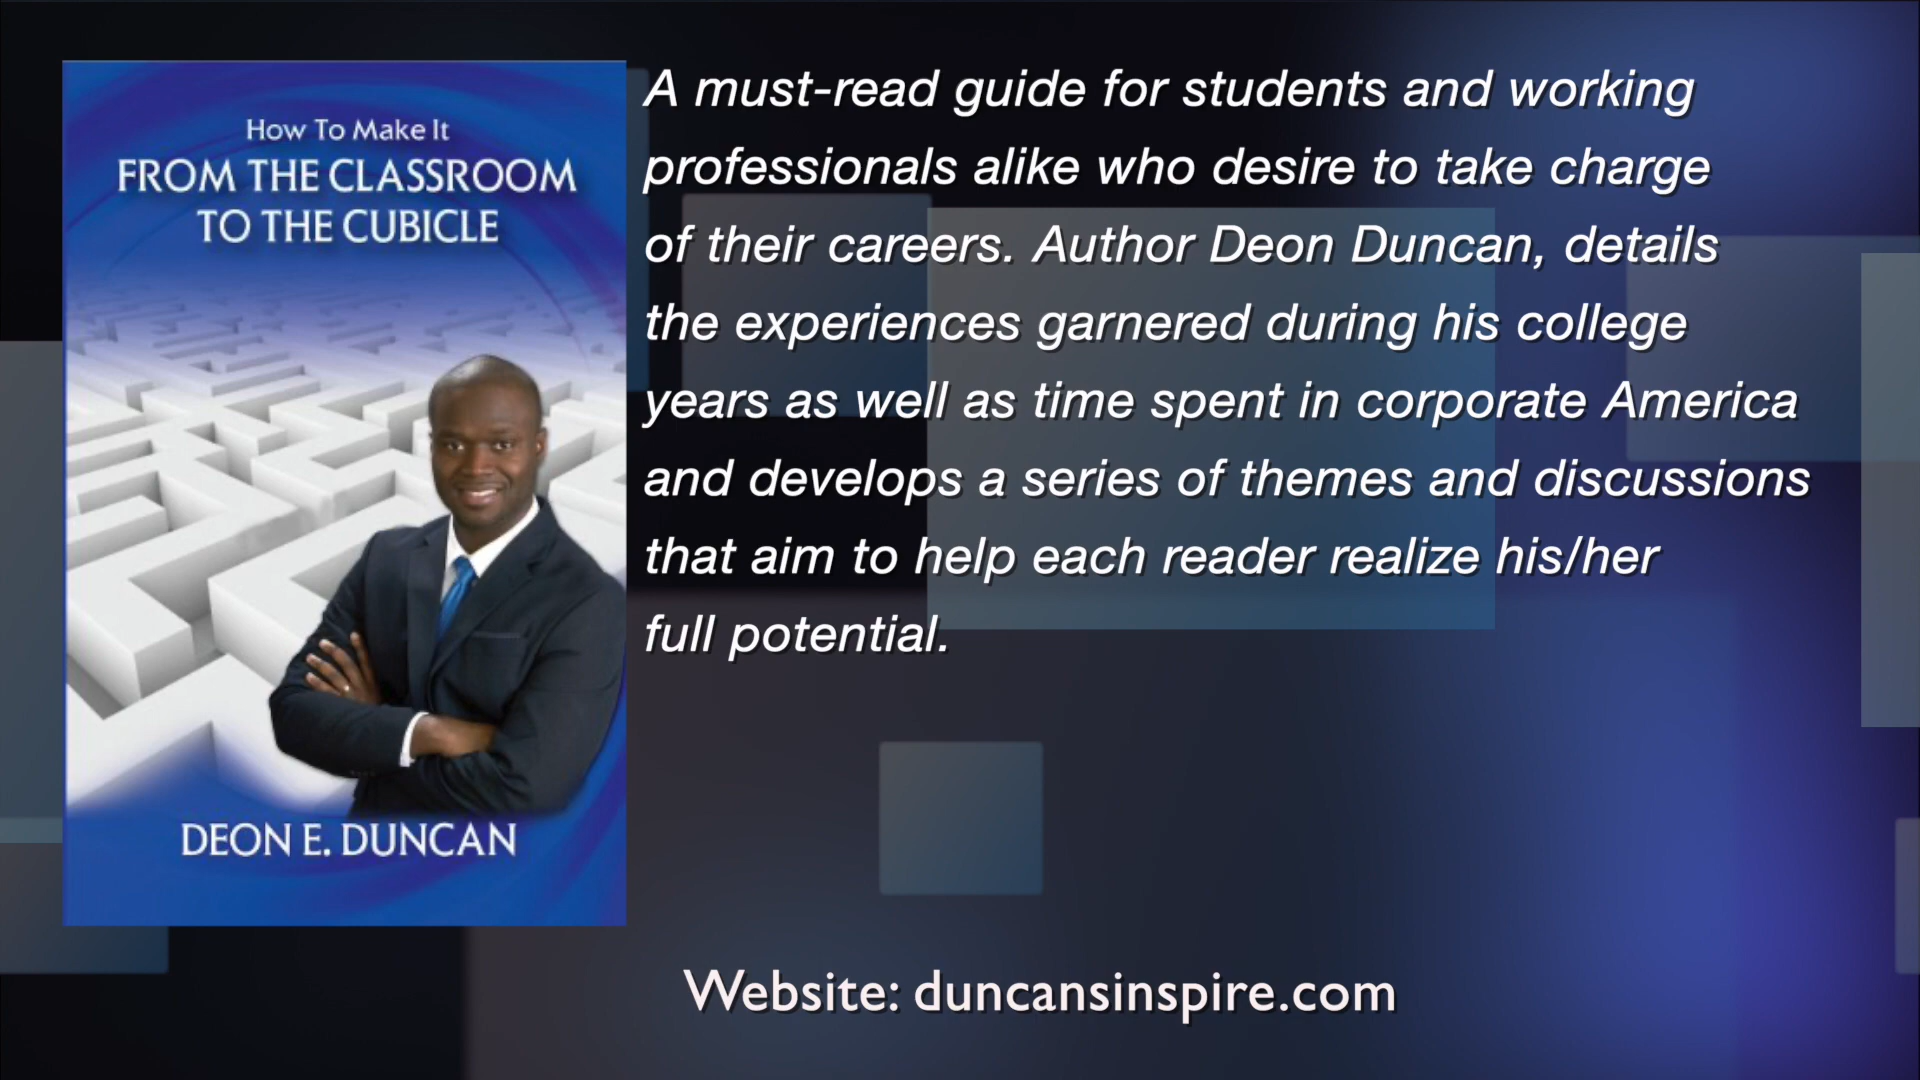 How To Make It
FROM THE CLASSROOM
TO THE CUBICLE
DEON E. DUNCAN
A must-read guide for students and working
professionals alike who desire to take charge
of their careers. Author Deon Duncan, details
the experiences garnered during his college
years as well as time spent in corporate America
and develops a series of themes and discussions
that aim to help each reader realize his/her
full potential.
Website: duncansinspire.com